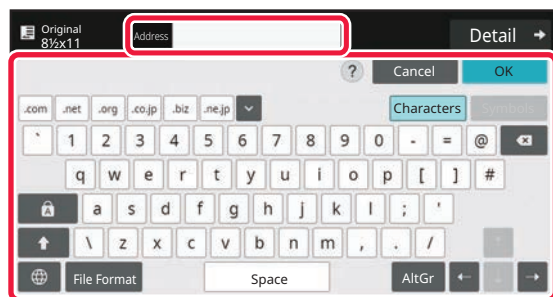 Original
8½x11
Address
Detail
? Cancel OK
.com .net .org .co.jp .biz .ne.jp Characters Symbols
` 1 2 3 4 5 6 7 8 9 0 - = @
q w e r t y u i o p [ ] #
A a s d f g h j k l ; '
\ z x c v b n m , . /
File Format Space AltGr